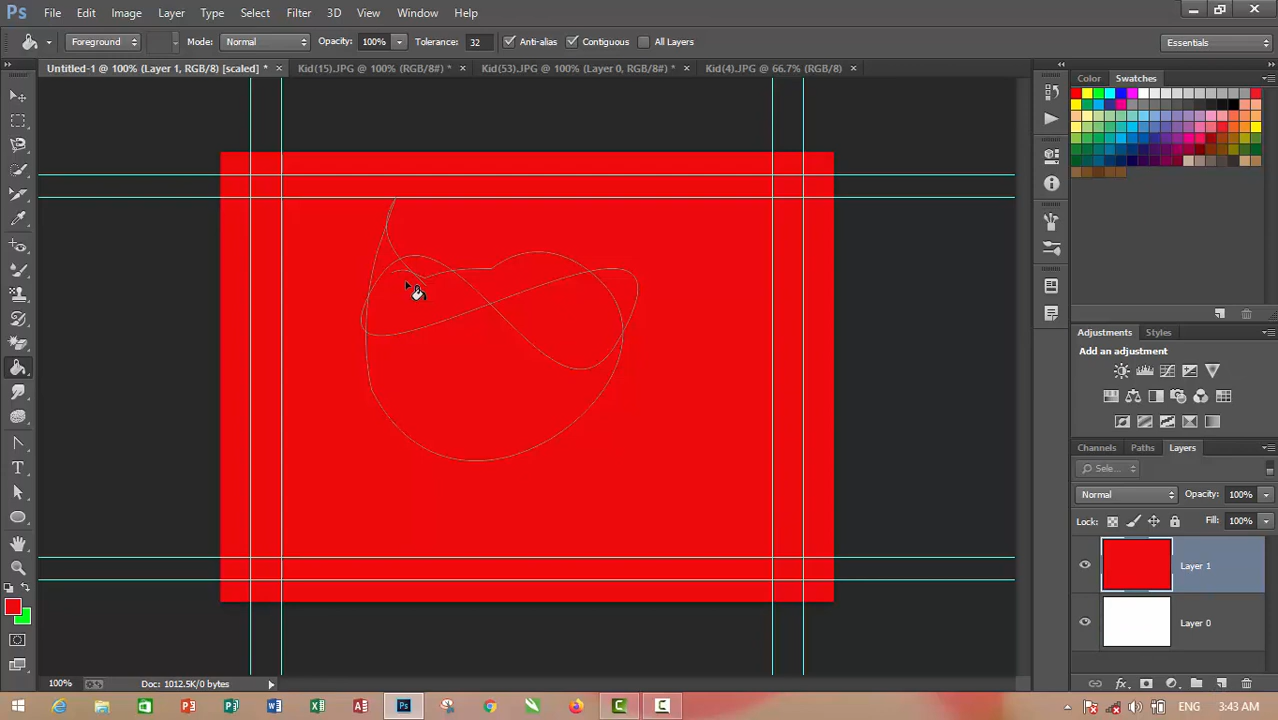 Ps File Edit Image Layer Type Select Filter 3D View Window Help
Foreground Mode: Normal Opacity: 100% Tolerance: 32 Anti-alias Contiguous All Layers Essentials
Untitled-1 @ 100% (Layer 1, RGB/8) [scaled] * × Kid(15).JPG @ 100% (RGB/8#) * × Kid(53).JPG @ 100% (Layer 0, RGB/8#) * × Kid(4).JPG @ 66.7% (RGB/8) ×
Color Swatches
Adjustments Styles
Add an adjustment
Channels Paths Layers
Sele...
Normal Opacity: 100%
Lock: Fill: 100%
Layer 1
Layer 0
T
100% Doc: 1012.5K/0 bytes
ENG 3:43 AM